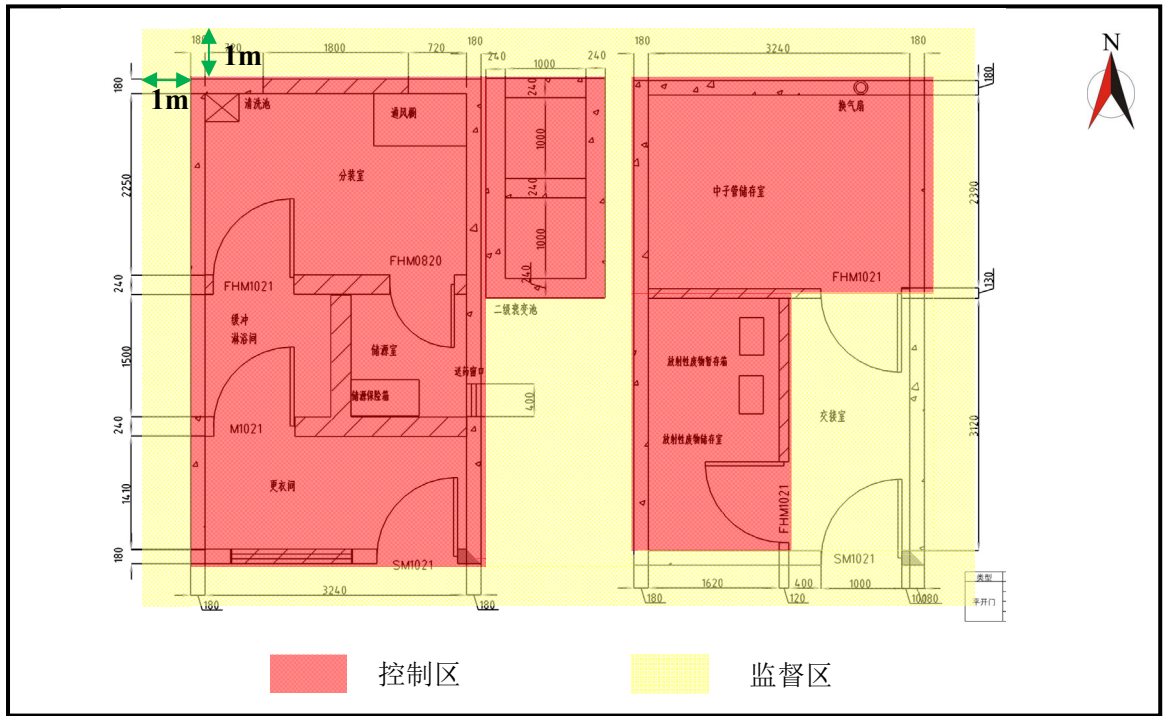 180
320
1800
720
180
240
1000
240
180
3240
180
N
1m
1m
180
180
清洗池
通风橱
换气扇
240
1000
240
1000
240
分装室
中子管储存室
2250
2390
FHM0820
FHM1021
FHM1021
240
130
二级衰变池
缓冲
淋浴间
储源室
送药窗口
放射性废物暂存箱
储源保险箱
1500
400
交接室
M1021
240
放射性废物储存室
3120
更衣间
1410
FHM1021
180
SM1021
SM1021
3240
180
180
1620
400
1000
180
120
10080
类型
平开门
控制区
监督区